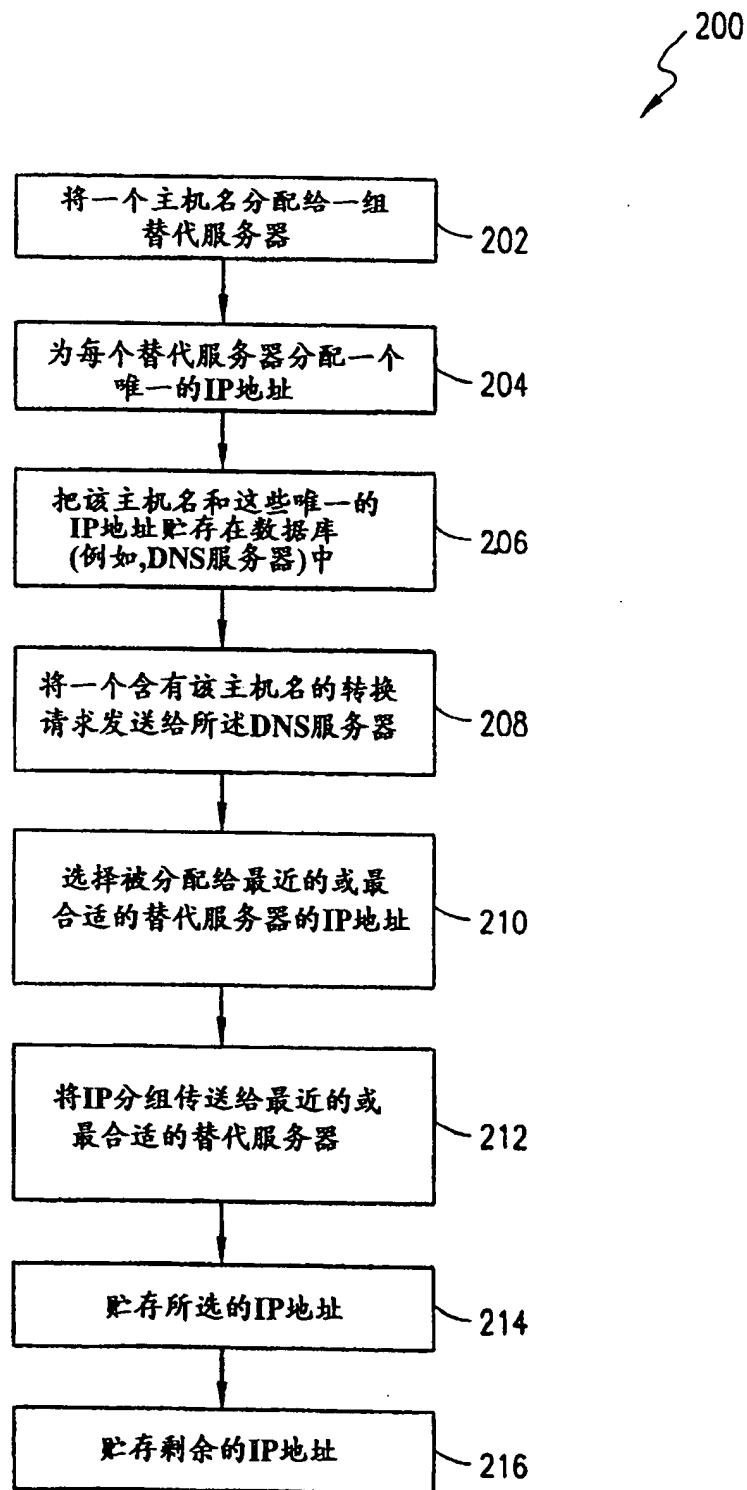 200
将一个主机名分配给一组
替代服务器
202
为每个替代服务器分配一个
唯一的IP地址
204
把该主机名和这些唯一的
IP地址贮存在数据库
(例如,DNS服务器)中
206
将一个含有该主机名的转换
请求发送给所述DNS服务器
208
选择被分配给最近的或最
合适的替代服务器的IP地址
210
将IP分组传送给最近的或
最合适的替代服务器
212
贮存所选的IP地址
214
贮存剩余的IP地址
216